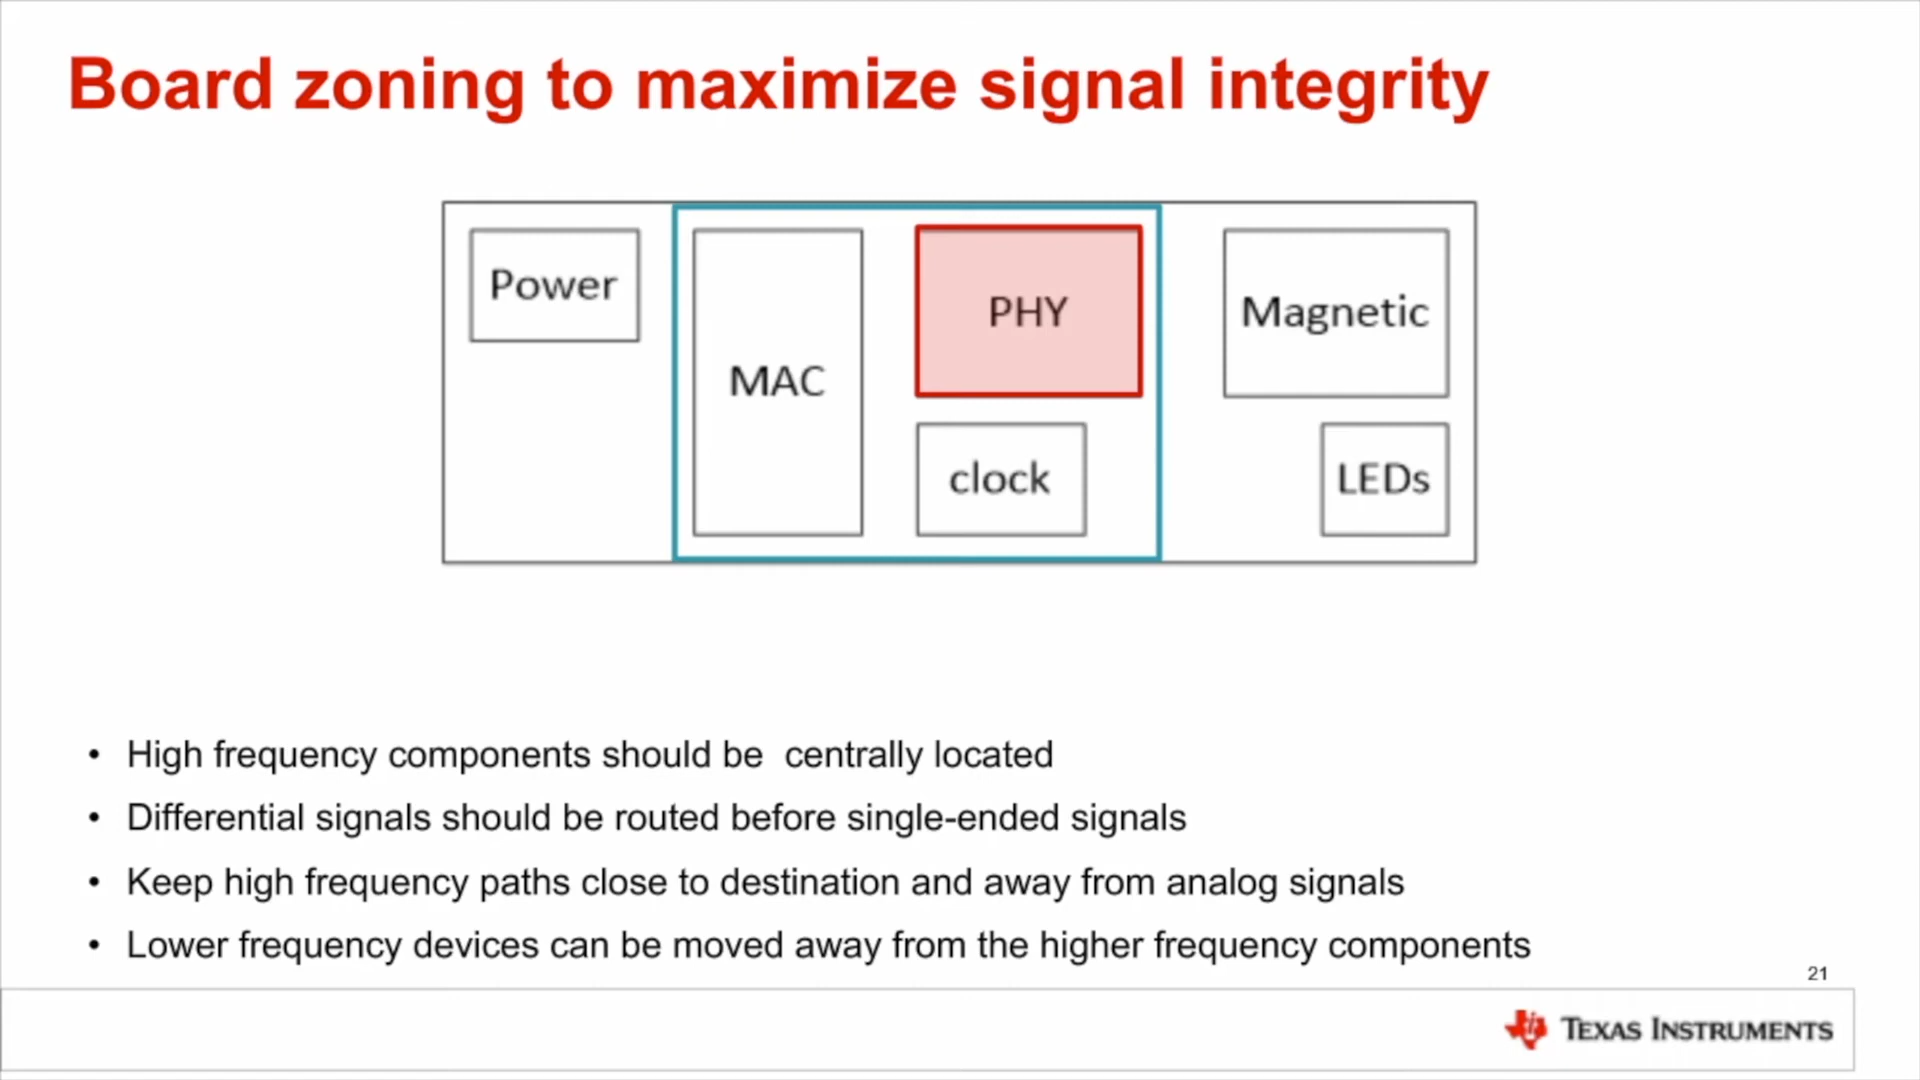 Board zoning to maximize signal integrity
Power
MAC
PHY
clock
Magnetic
LEDs
• High frequency components should be  centrally located
• Differential signals should be routed before single-ended signals
• Keep high frequency paths close to destination and away from analog signals
• Lower frequency devices can be moved away from the higher frequency components
21
TEXAS INSTRUMENTS